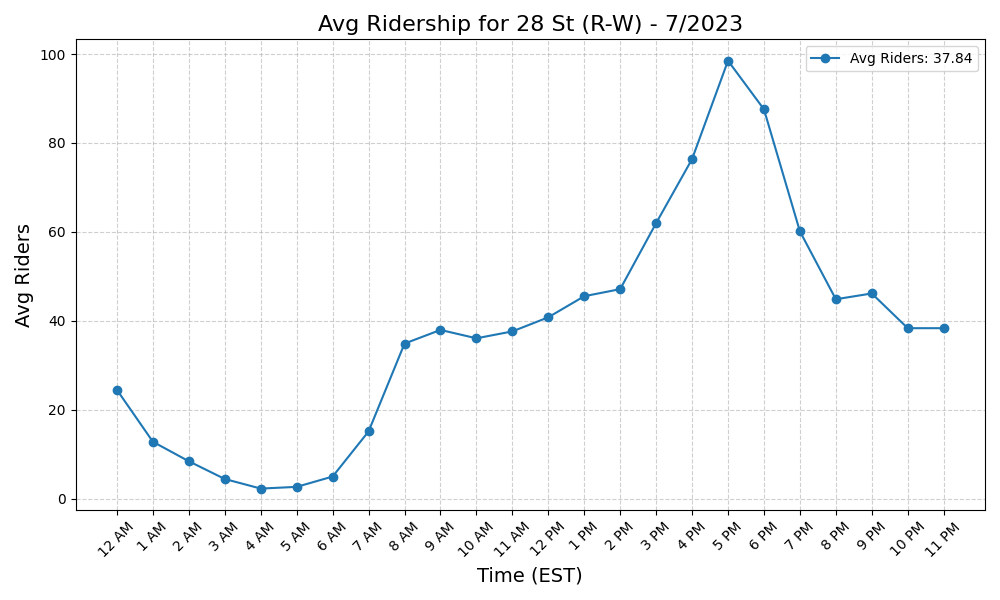 Avg Ridership for 28 St (R-W) - 7/2023
Avg Riders: 37.84
Avg Riders
100
80
60
40
20
0
12 AM
1 AM
2 AM
3 AM
4 AM
5 AM
6 AM
7 AM
8 AM
9 AM
10 AM
11 AM
12 PM
1 PM
2 PM
3 PM
4 PM
5 PM
6 PM
7 PM
8 PM
9 PM
10 PM
11 PM
Time (EST)